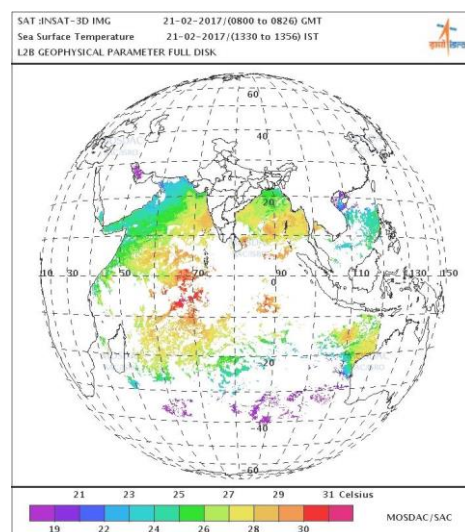 SAT :INSAT-3D IMG 21-02-2017/(0800 to 0826) GMT
Sea Surface Temperature 21-02-2017/(1330 to 1356) IST
L2B GEOPHYSICAL PARAMETER FULL DISK
60
40
20
10 30 50 70 0 90 110 130 150
-20
-40
-60
21 23 25 27 29 31 Celsius
19 22 24 26 28 30
MOSDAC/SAC